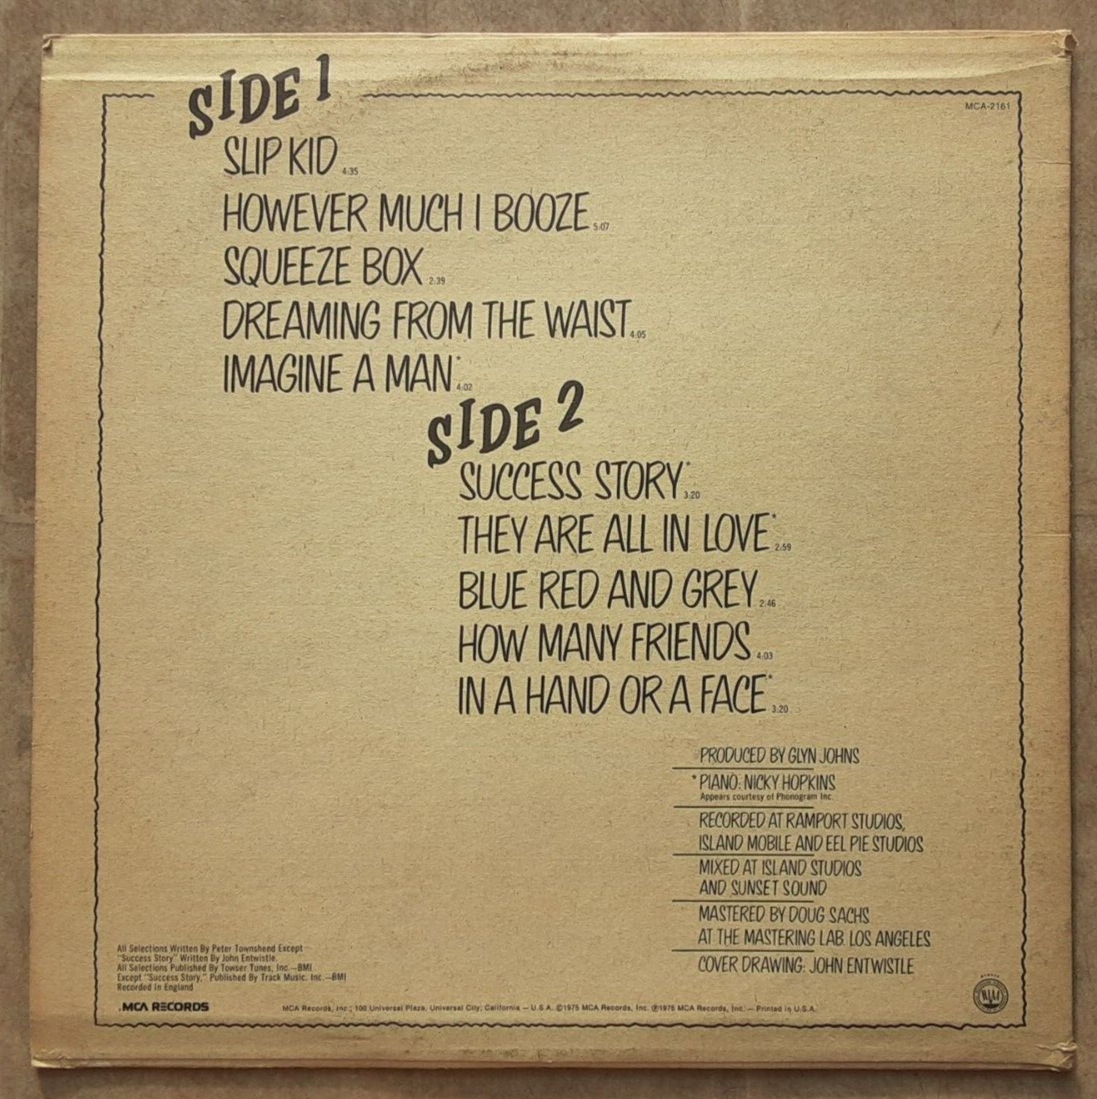 SIDE 1
MCA-2161
SLIP KID 4:35
HOWEVER MUCH I BOOZE 5:07
SQUEEZE BOX 2:39
DREAMING FROM THE WAIST 4:05
IMAGINE A MAN* 4:02
SIDE 2
SUCCESS STORY* 3:20
THEY ARE ALL IN LOVE* 2:59
BLUE RED AND GREY 2:46
HOW MANY FRIENDS 4:03
IN A HAND OR A FACE* 3:20
PRODUCED BY GLYN JOHNS
*PIANO: NICKY HOPKINS
Appears courtesy of Phonogram Inc.
RECORDED AT RAMPORT STUDIOS,
ISLAND MOBILE AND EEL PIE STUDIOS
MIXED AT ISLAND STUDIOS
AND SUNSET SOUND
MASTERED BY DOUG SACHS
AT THE MASTERING LAB. LOS ANGELES
COVER DRAWING: JOHN ENTWISTLE
All Selections Written By Peter Townshend Except
"Success Story" Written By John Entwistle.
All Selections Published By Towser Tunes, Inc.—BMI
Except "Success Story," Published By Track Music, Inc.—BMI
Recorded in England
MCA RECORDS
MCA Records, Inc., 100 Universal Plaza, Universal City, California — U.S.A. ©1975 MCA Records, Inc. ℗1975 MCA Records, Inc. — Printed in U.S.A.